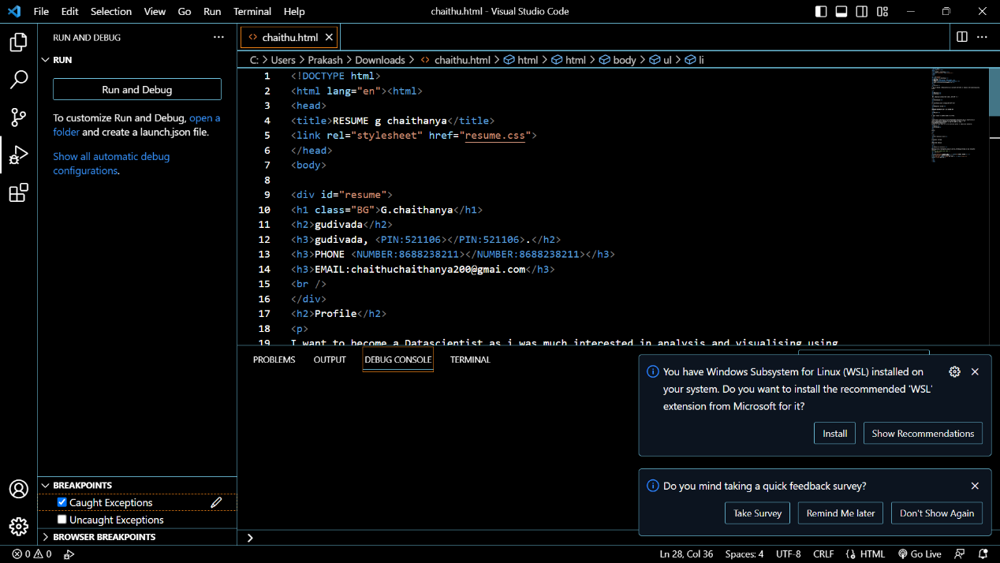 File Edit Selection View Go Run Terminal Help
chaithu.html - Visual Studio Code
RUN AND DEBUG
RUN
Run and Debug
To customize Run and Debug, open a
folder and create a launch.json file.
Show all automatic debug
configurations.
BREAKPOINTS
Caught Exceptions
Uncaught Exceptions
BROWSER BREAKPOINTS
chaithu.html
C: > Users > Prakash > Downloads > <> chaithu.html > html > html > body > ul > li
1 <!DOCTYPE html>
2 <html lang="en"><html>
3 <head>
4 <title>RESUME g chaithanya</title>
5 <link rel="stylesheet" href="resume.css">
6 </head>
7 <body>
8
9 <div id="resume">
10 <h1 class="BG">G.chaithanya</h1>
11 <h2>gudivada</h2>
12 <h3>gudivada, <PIN:521106></PIN:521106>.</h2>
13 <h3>PHONE <NUMBER:8688238211></NUMBER:8688238211></h3>
14 <h3>EMAIL:chaithuchaithanya200@gmai.com</h3>
15 <br />
16 </div>
17 <h2>Profile</h2>
18 <p>
19 I want to become a Datascientist as i was much interested in analysis and visualising using
PROBLEMS OUTPUT DEBUG CONSOLE TERMINAL
You have Windows Subsystem for Linux (WSL) installed on
your system. Do you want to install the recommended 'WSL'
extension from Microsoft for it?
Install Show Recommendations
Do you mind taking a quick feedback survey?
Take Survey Remind Me later Don't Show Again
0 0 Ln 28, Col 36 Spaces: 4 UTF-8 CRLF HTML Go Live